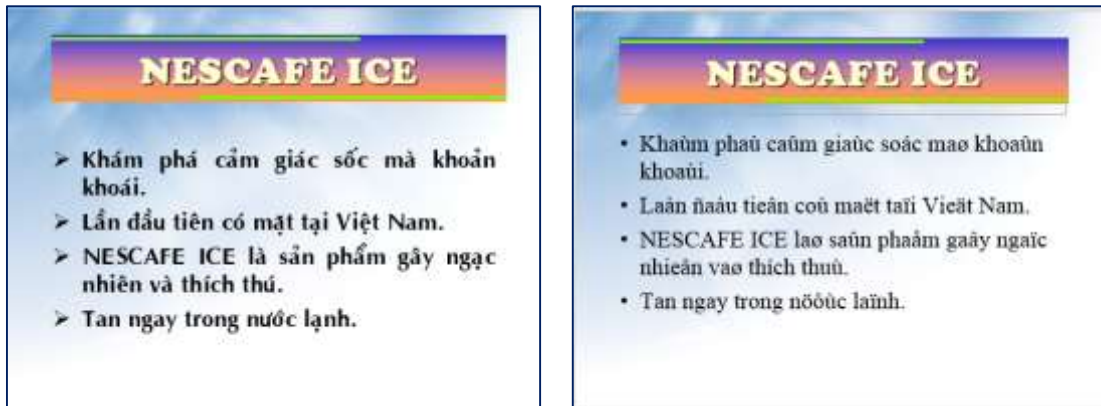 NESCAFE ICE
➢ Khám phá cảm giác sốc mà khoản
khoái.
➢ Lần đầu tiên có mặt tại Việt Nam.
➢ NESCAFE ICE là sản phẩm gây ngạc
nhiên và thích thú.
➢ Tan ngay trong nước lạnh.
NESCAFE ICE
• Khaùm phaù caûm giaùc soác maø khoaûn
khoaùi.
• Laàn ñaàu tieân coù maët taïi Vieät Nam.
• NESCAFE ICE laø saûn phaåm gaây ngaïc
nhieân vaø thích thuù.
• Tan ngay trong nöôùc laïnh.